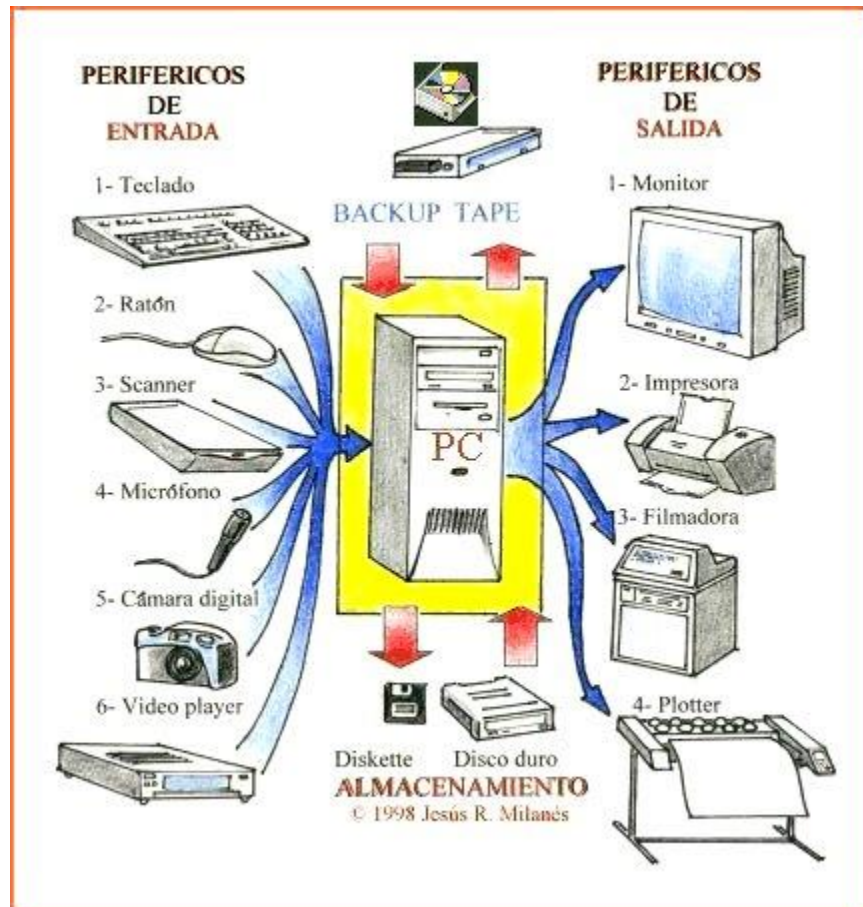 PERIFERICOS
DE
ENTRADA
1- Teclado
2- Ratón
3- Scanner
4- Micrófono
5- Cámara digital
6- Video player
BACKUP TAPE
PC
Diskette Disco duro
ALMACENAMIENTO
© 1998 Jesús R. Milanés
PERIFERICOS
DE
SALIDA
1- Monitor
2- Impresora
3- Filmadora
4- Plotter